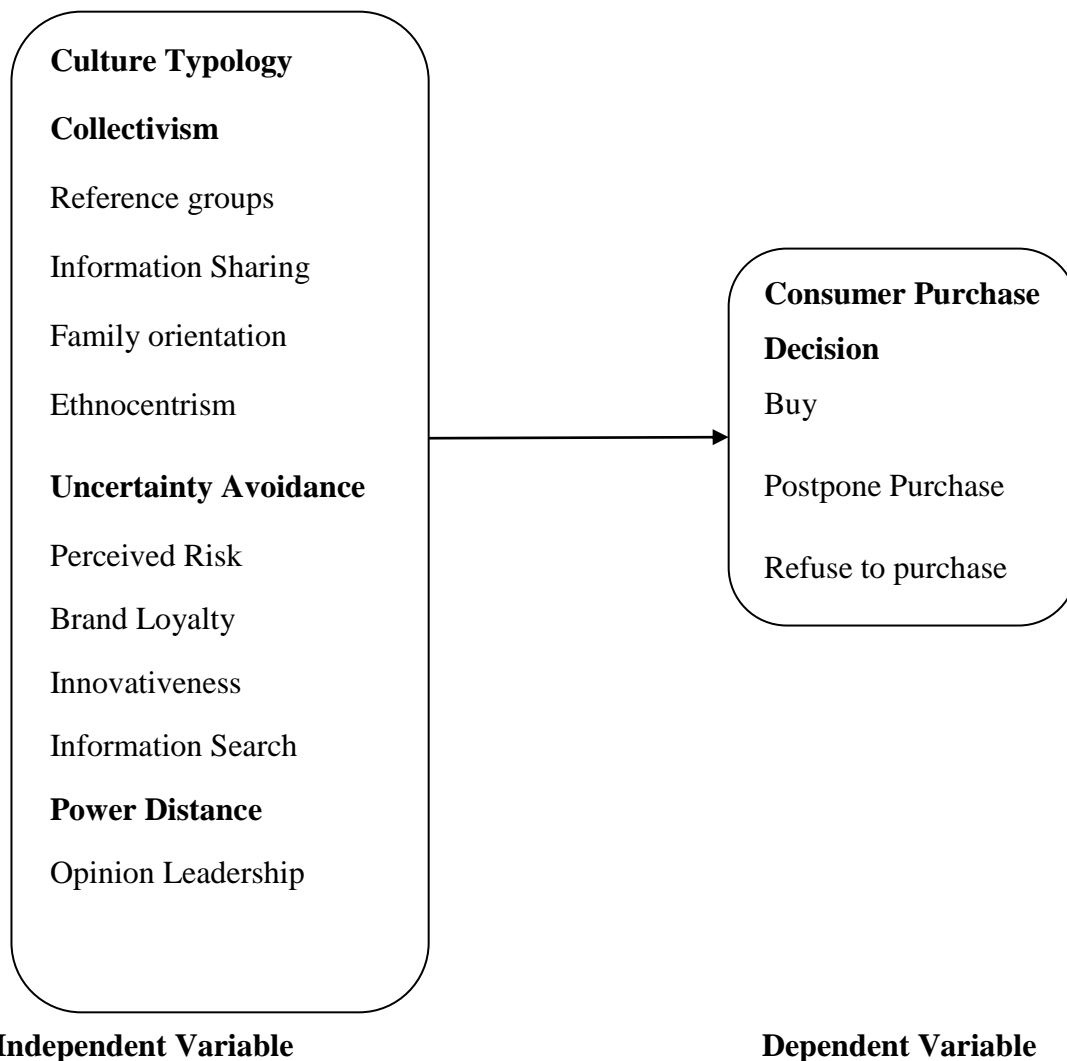 Culture Typology
Collectivism
Reference groups
Information Sharing
Family orientation
Ethnocentrism
Uncertainty Avoidance
Perceived Risk
Brand Loyalty
Innovativeness
Information Search
Power Distance
Opinion Leadership
Consumer Purchase
Decision
Buy
Postpone Purchase
Refuse to purchase
Independent Variable
Dependent Variable